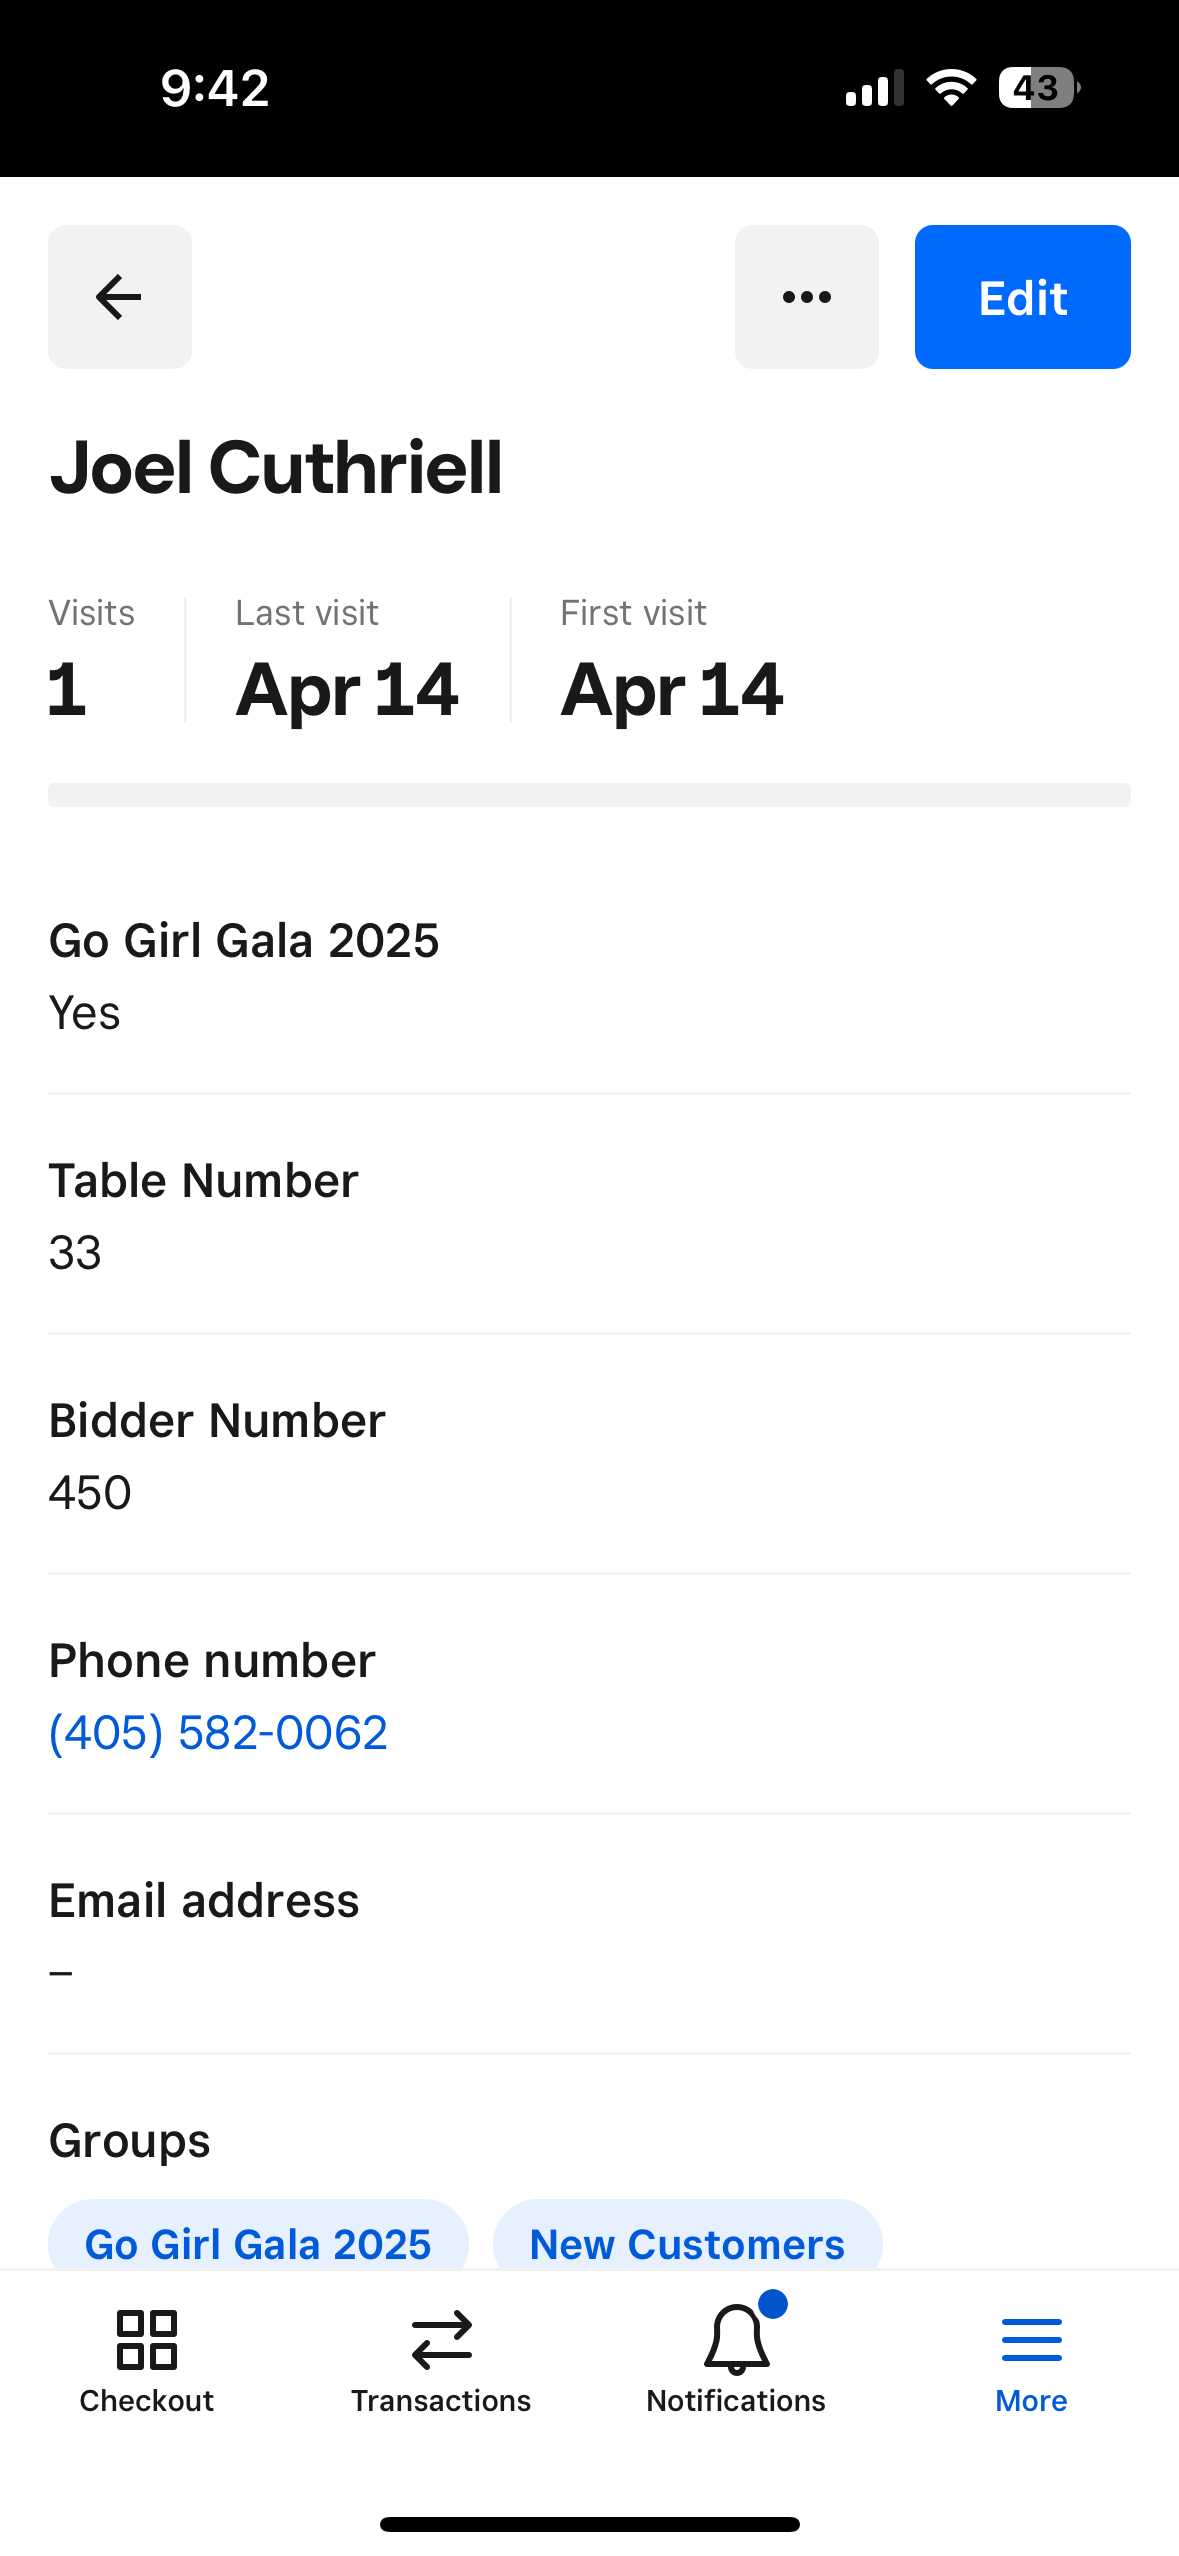 9:42
43
Edit
Joel Cuthriell
Visits
1
Last visit
Apr 14
First visit
Apr 14
Go Girl Gala 2025
Yes
Table Number
33
Bidder Number
450
Phone number
(405) 582-0062
Email address
–
Groups
Go Girl Gala 2025
New Customers
Checkout
Transactions
Notifications
More